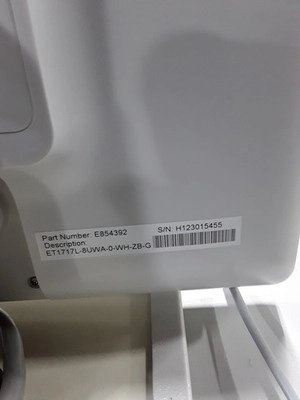 Part Number. E854392 S/N H123015455
Description
ET1717L-8UWA-0-WH-ZB-G